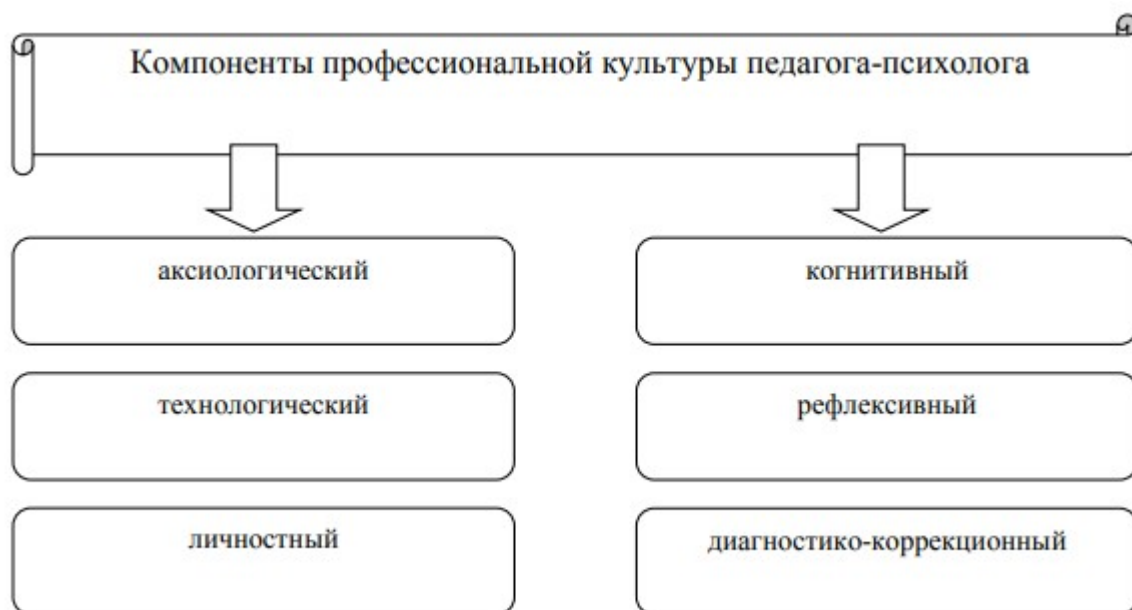 Компоненты профессиональной культуры педагога-психолога
аксиологический
когнитивный
технологический
рефлексивный
личностный
диагностико-коррекционный